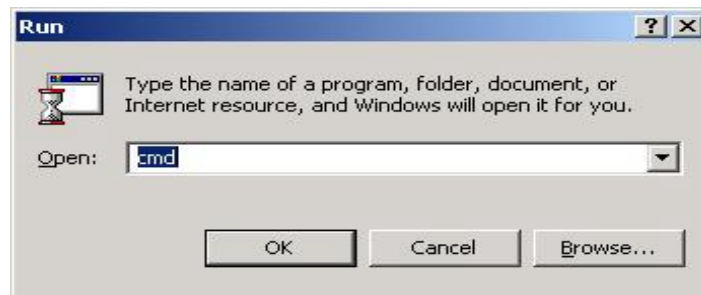 Run
Type the name of a program, folder, document, or
Internet resource, and Windows will open it for you.
Open: cmd
OK Cancel Browse...